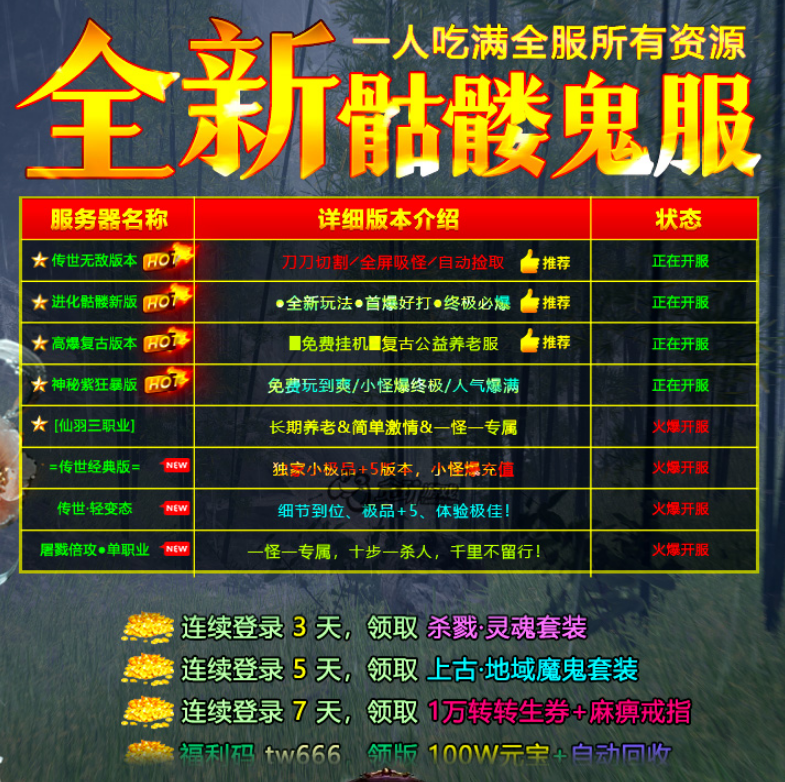 全新
一人吃满全服所有资源
骷髅鬼服
服务器名称 详细版本介绍 状态
传世无敌版本 HOT 刀刀切割/全屏吸怪/自动捡取 推荐 正在开服
进化骷髅新版 HOT ●全新玩法●首爆好打●终极必爆 推荐 正在开服
高爆复古版本 HOT █免费挂机█复古公益养老服 推荐 正在开服
神秘紫狂暴版 HOT 免费玩到爽/小怪爆终极/人气爆满 正在开服
[仙羽三职业] 长期养老&简单激情&一怪一专属 火爆开服
=传世经典版= NEW 独家小极品+5版本，小怪爆充值 火爆开服
传世·轻变态 NEW 细节到位、极品+5、体验极佳! 火爆开服
屠戮倍攻●单职业 NEW 一怪一专属，十步一杀人，千里不留行! 火爆开服
连续登录 3 天，领取 杀戮·灵魂套装
连续登录 5 天，领取 上古·地域魔鬼套装
连续登录 7 天，领取 1万转转生券+麻痹戒指
福利码 tw666，领版 100W元宝+自动回收